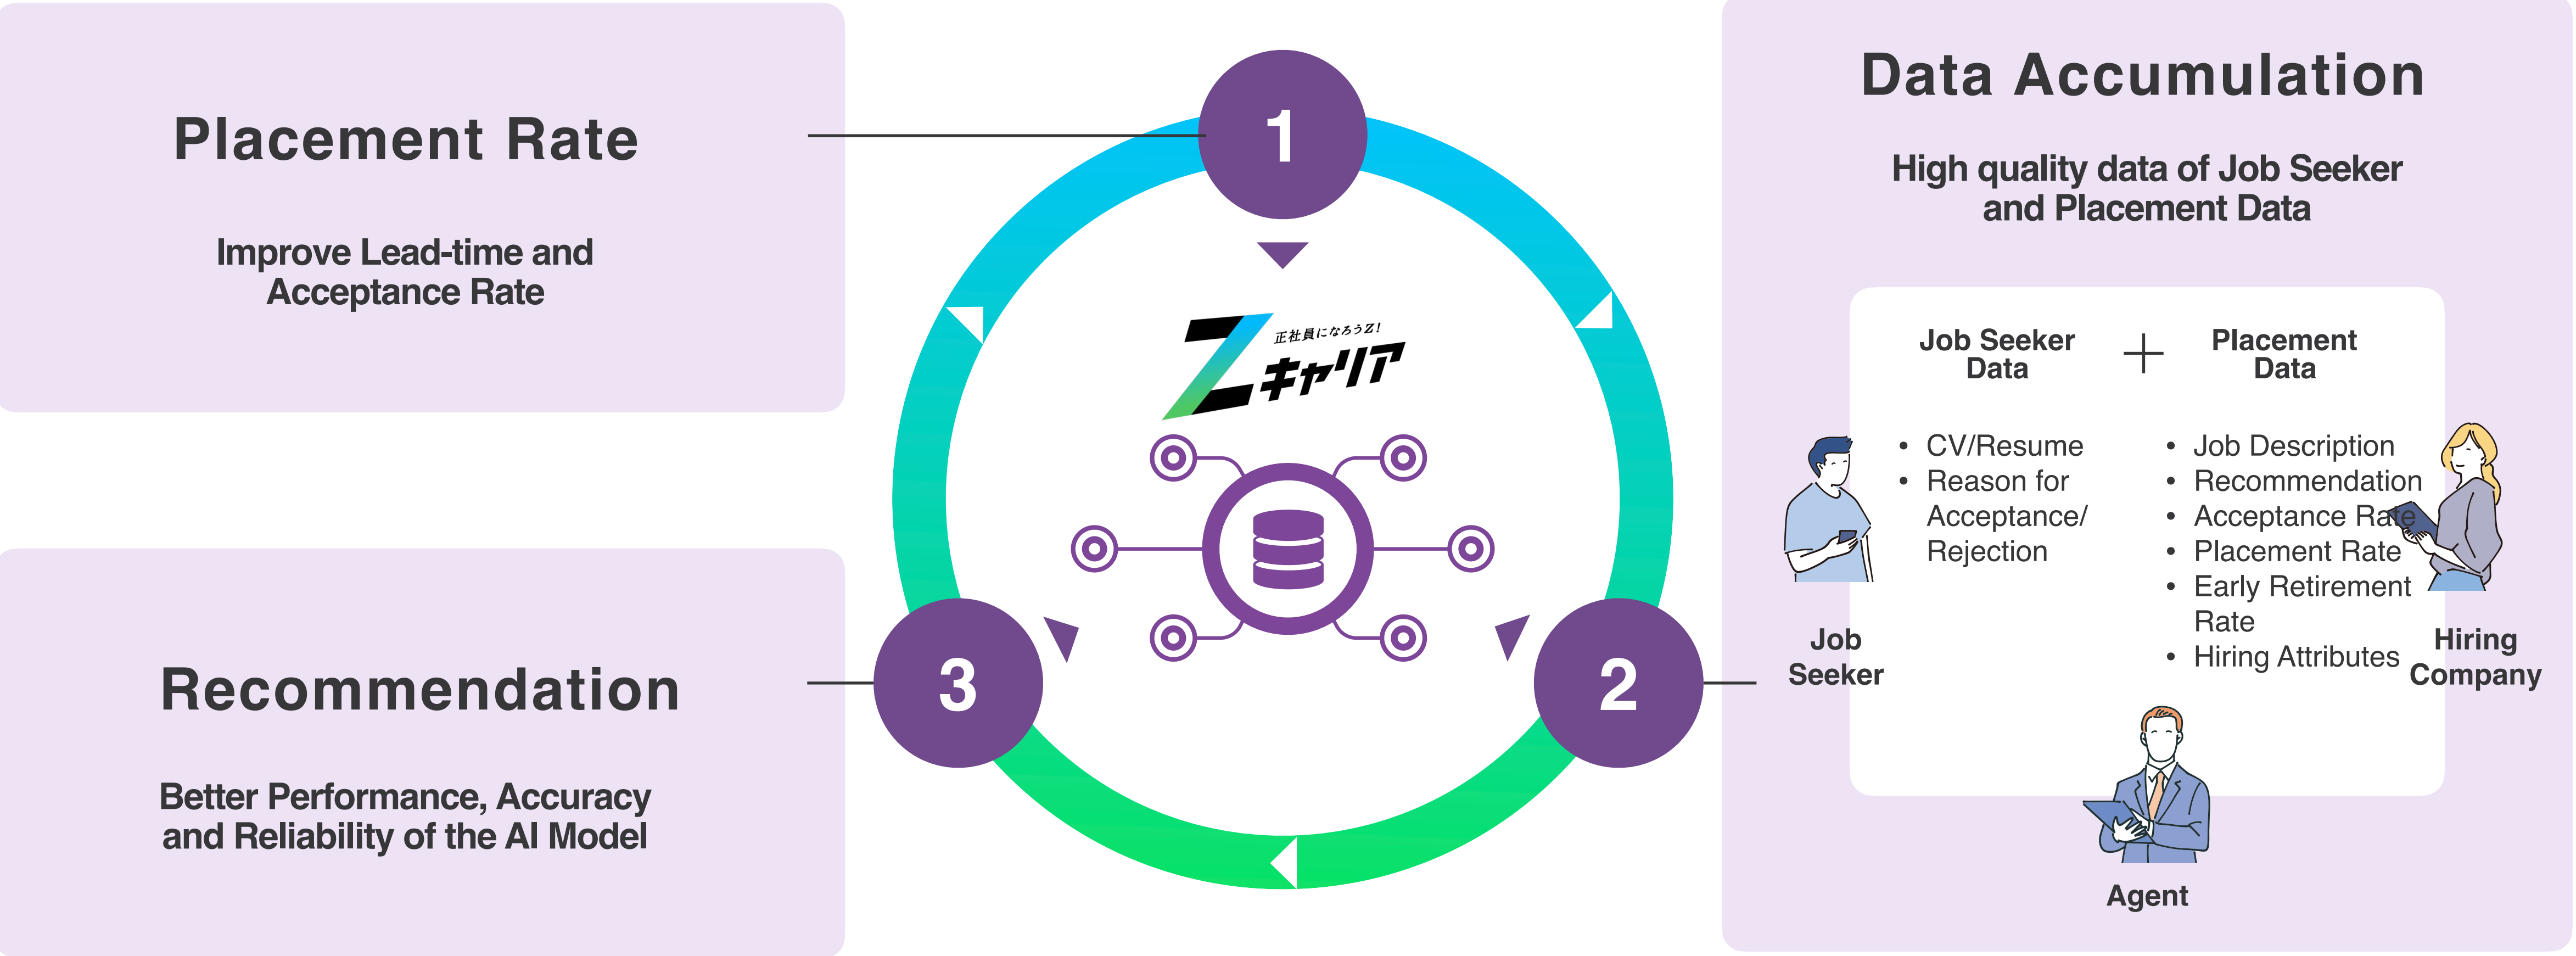 Placement Rate
Improve Lead-time and
Acceptance Rate
1
正社員になろうZ!
Zキャリア
2
3
Recommendation
Better Performance, Accuracy
and Reliability of the AI Model
Data Accumulation
High quality data of Job Seeker
and Placement Data
Job Seeker
Data
+
Placement
Data
• CV/Resume
• Reason for
Acceptance/
Rejection
• Job Description
• Recommendation
• Acceptance Rate
• Placement Rate
• Early Retirement
Rate
• Hiring Attributes
Job
Seeker
Hiring
Company
Agent